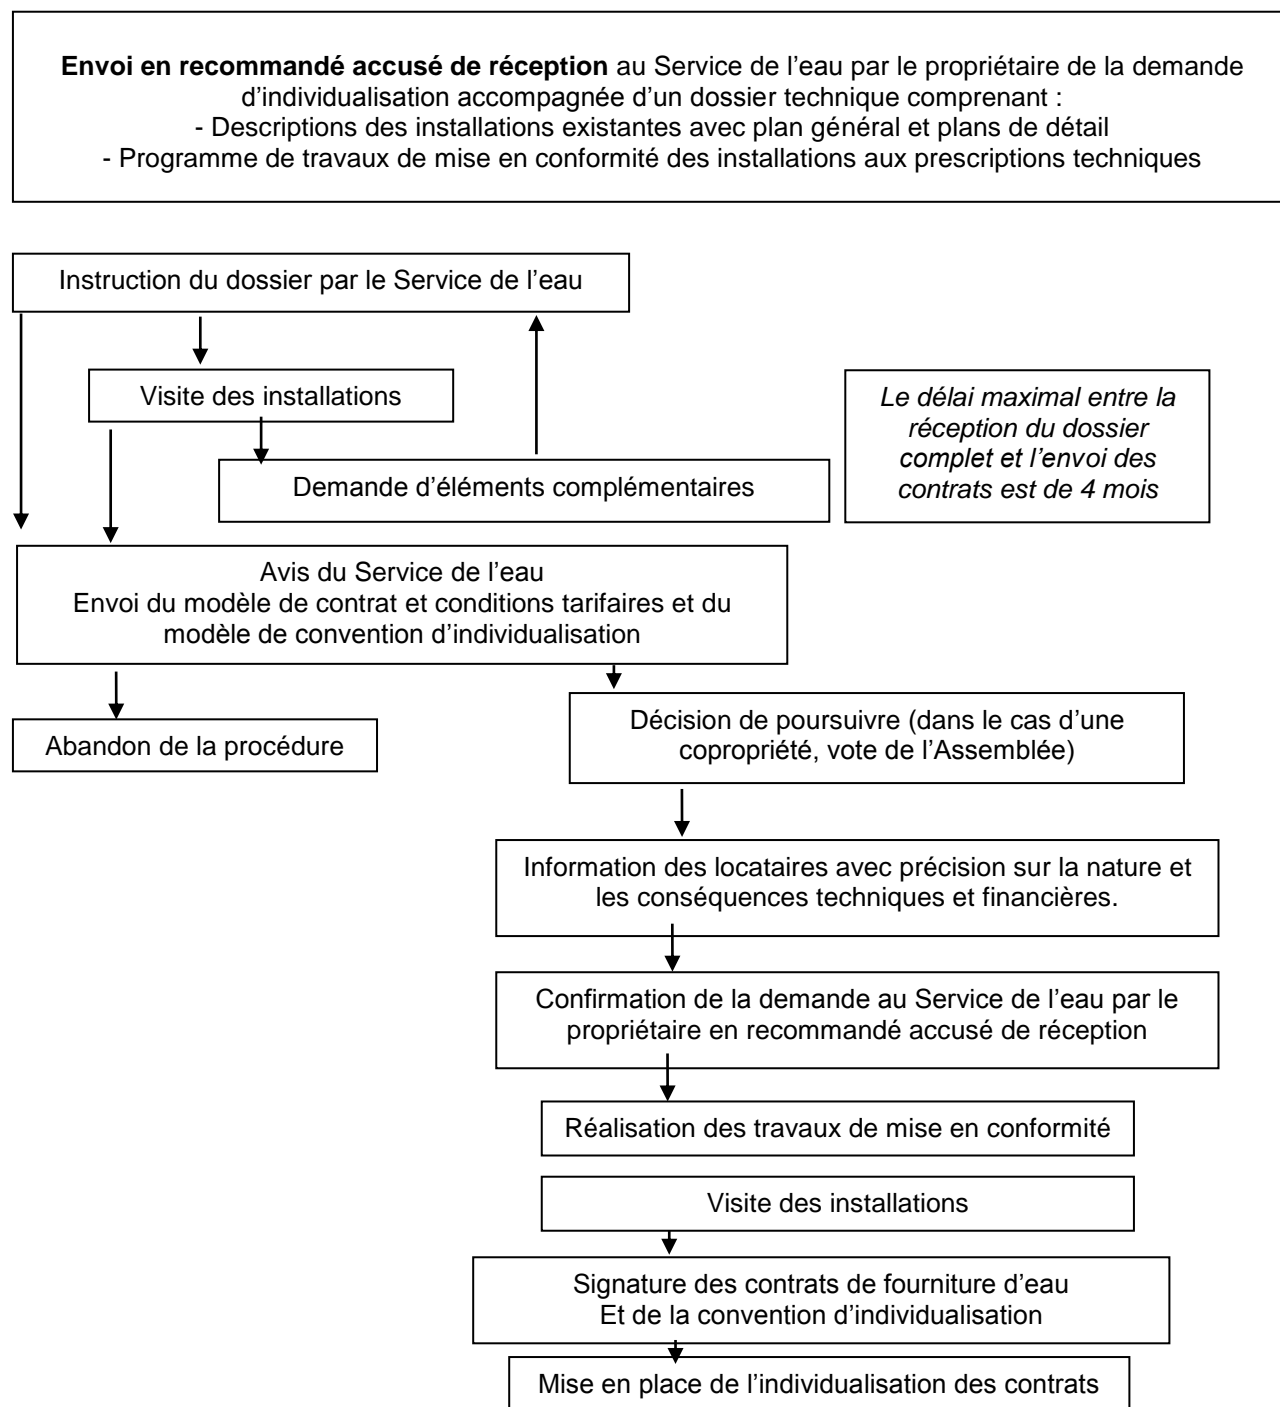 Envoi en recommandé accusé de réception au Service de l’eau par le propriétaire de la demande
d’individualisation accompagnée d’un dossier technique comprenant :
- Descriptions des installations existantes avec plan général et plans de détail
- Programme de travaux de mise en conformité des installations aux prescriptions techniques
Instruction du dossier par le Service de l’eau
Visite des installations
Le délai maximal entre la
réception du dossier
complet et l’envoi des
contrats est de 4 mois
Demande d’éléments complémentaires
Avis du Service de l’eau
Envoi du modèle de contrat et conditions tarifaires et du
modèle de convention d’individualisation
Abandon de la procédure
Décision de poursuivre (dans le cas d’une
copropriété, vote de l’Assemblée)
Information des locataires avec précision sur la nature et
les conséquences techniques et financières.
Confirmation de la demande au Service de l’eau par le
propriétaire en recommandé accusé de réception
Réalisation des travaux de mise en conformité
Visite des installations
Signature des contrats de fourniture d’eau
Et de la convention d’individualisation
Mise en place de l’individualisation des contrats